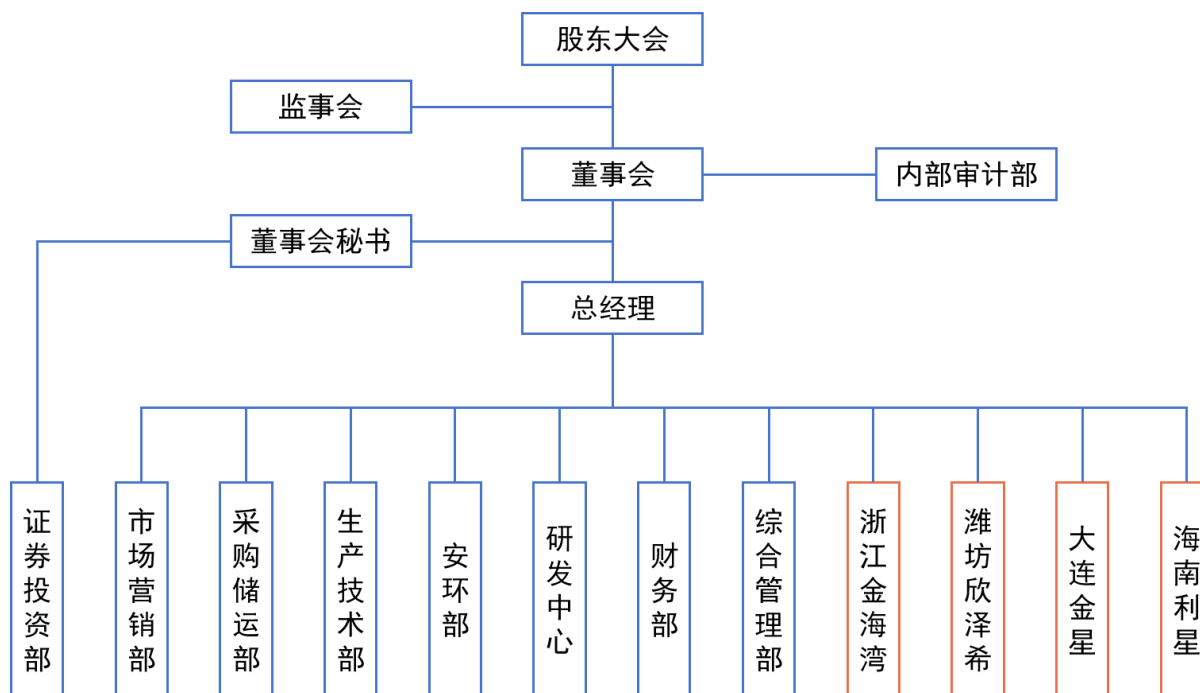 股东大会
监事会
董事会
内部审计部
董事会秘书
总经理
证券投资部
市场营销部
采购储运部
生产技术部
安环部
研发中心
财务部
综合管理部
浙江金海湾
潍坊欣泽希
大连金星
海南利星